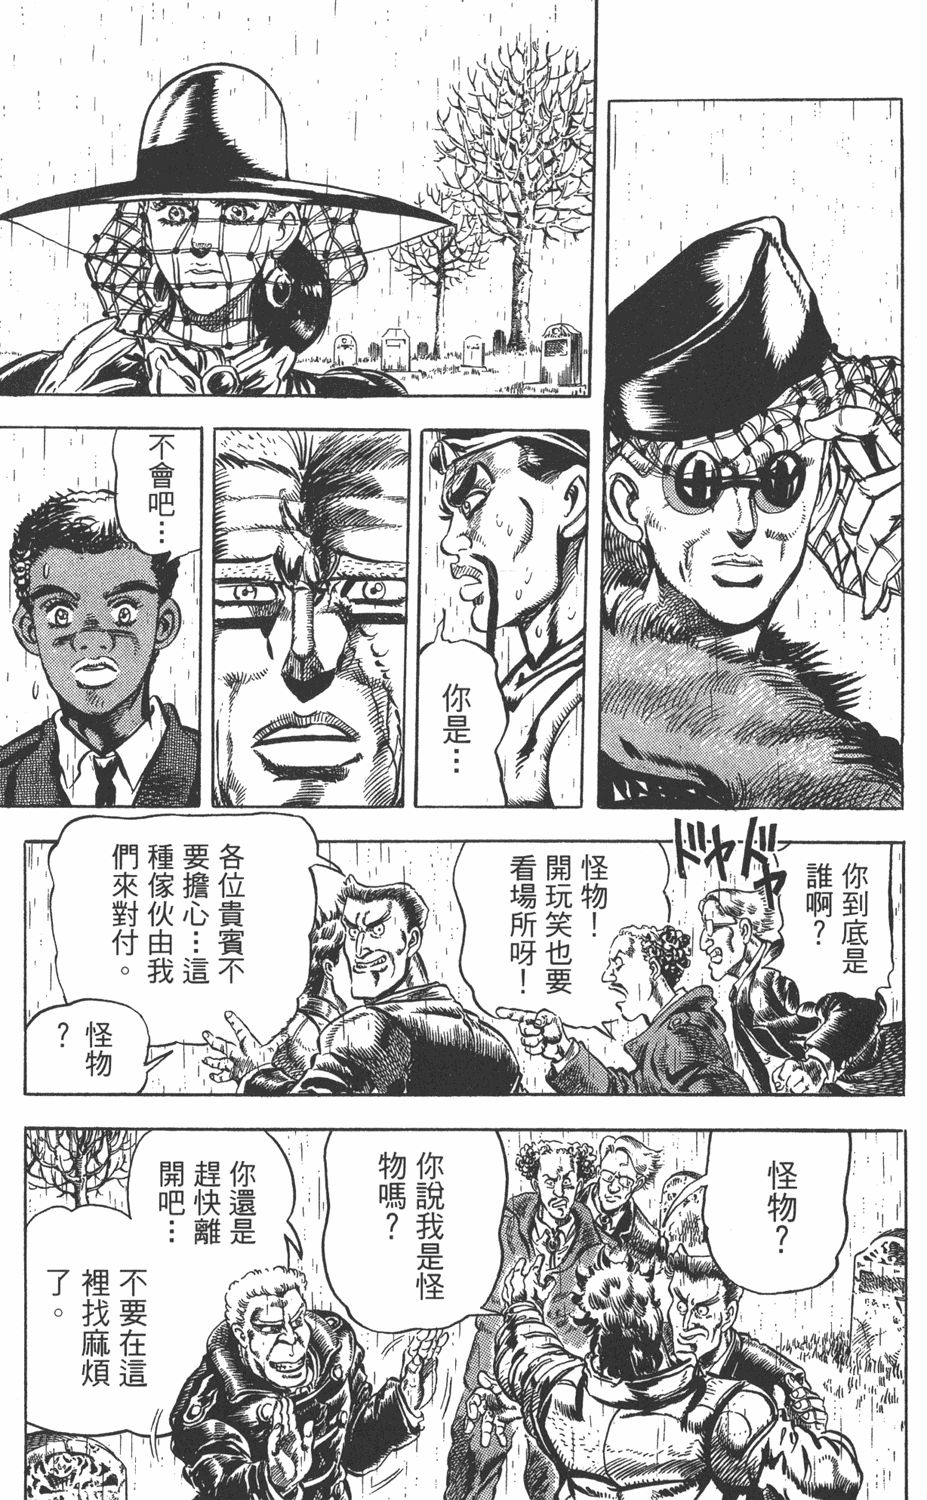 你是…
不會吧…
ドヤドヤ
你到底是
誰啊？
怪物！
開玩笑也要
看場所呀！
各位貴賓不
要擔心…這
種傢伙由我
們來對付。
怪物
？
怪物？
你說我是怪
物嗎？
你還是
趕快離
開吧…
不要在這
裡找麻煩
了。